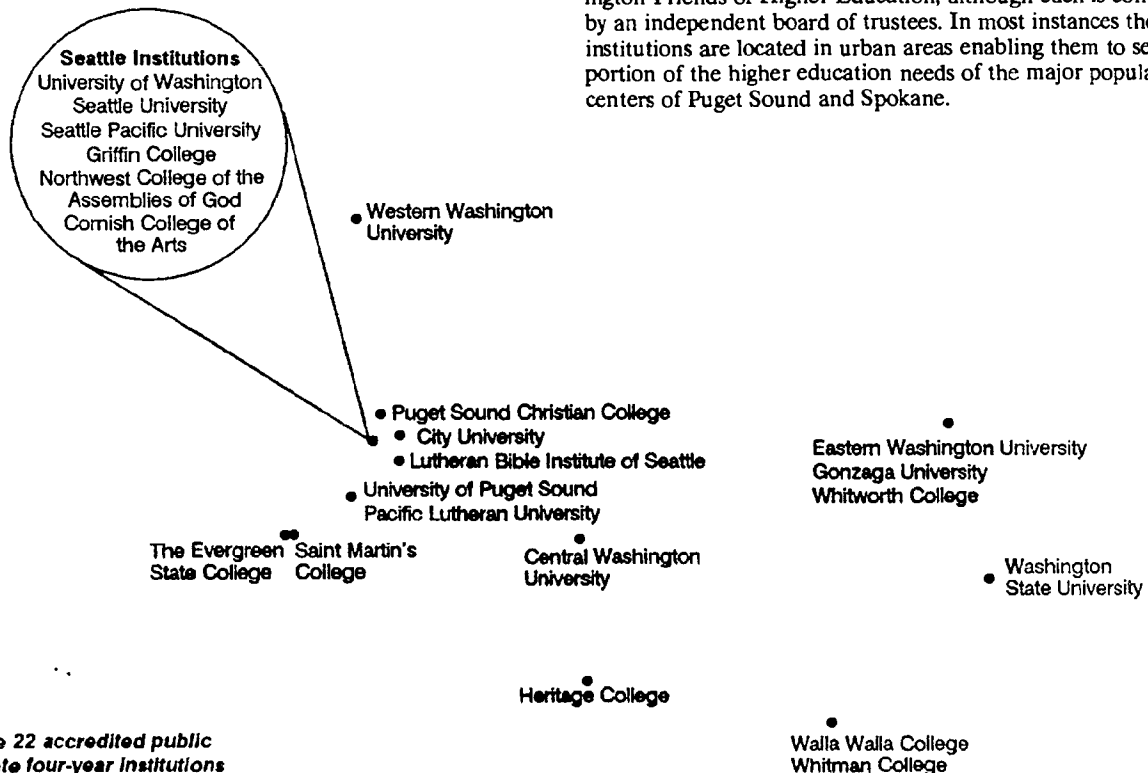 ington Friends of Higher Education, although each is
by an independent board of trustees. In most instances
institutions are located in urban areas enabling them to
portion of the higher education needs of the major
centers of Puget Sound and Spokane.
Seattle Institutions
University of Washington
Seattle University
Seattle Pacific University
Griffin College
Northwest College of the
Assemblies of God
Cornish College of
the Arts
Western Washington
University
Puget Sound Christian College
City University
Lutheran Bible Institute of Seattle
University of Puget Sound
Pacific Lutheran University
Eastern Washington University
Gonzaga University
Whitworth College
The Evergreen
State College
Saint Martin's
College
Central Washington
University
Washington
State University
Heritage College
22 accredited public
four-year institutions
Walla Walla College
Whitman College